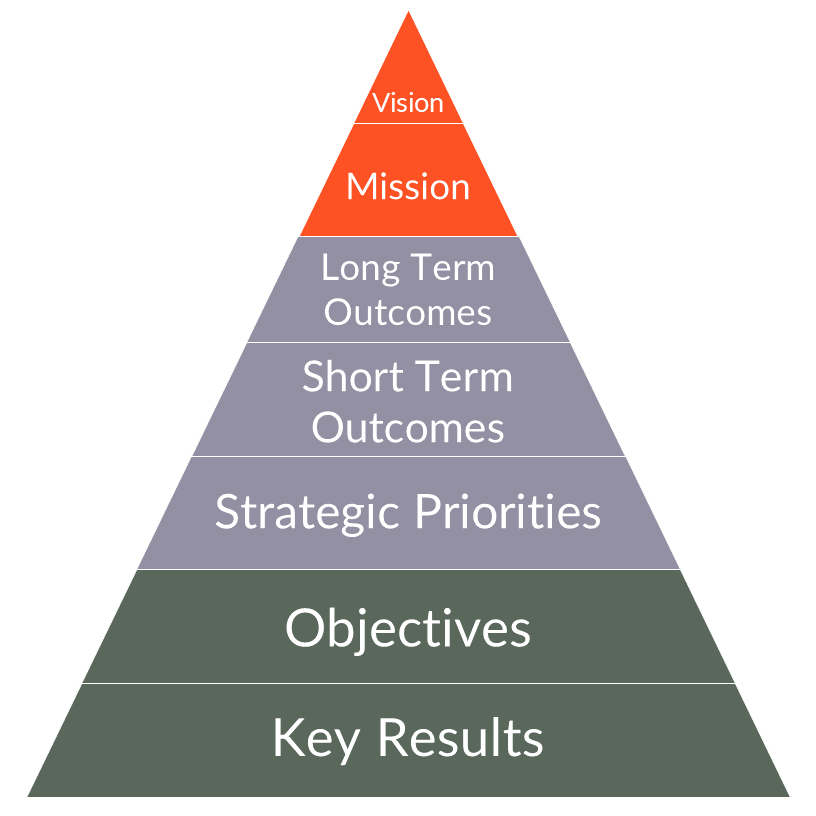 Vision
Mission
Long Term
Outcomes
Short Term
Outcomes
Strategic Priorities
Objectives
Key Results